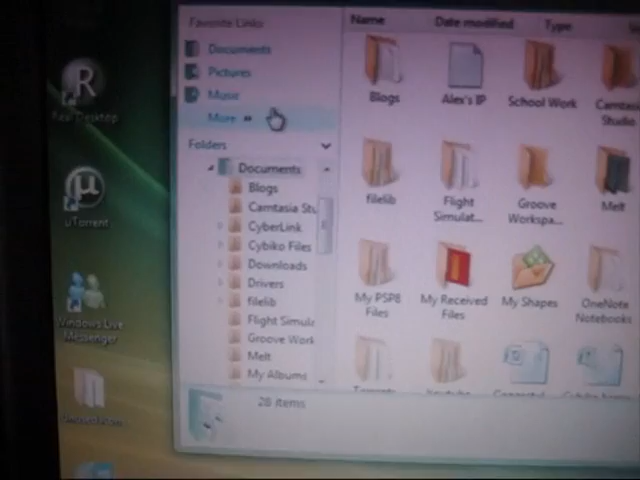 Real Desktop
µTorrent
Windows Live
Messenger
Favorite Links
Documents
Pictures
Music
More »
Folders
Documents
Blogs
Camtasia Stu
CyberLink
Cybiko Files
Downloads
Drivers
filelib
Flight Simula
Groove Work
Melt
My Albums
28 items
Name Date modified Type
Blogs
Alex's IP
School Work
Camtasia
Studio
filelib
Flight
Simulat...
Groove
Workspa...
Melt
My PSP8
Files
My Received
Files
My Shapes
OneNote
Notebooks